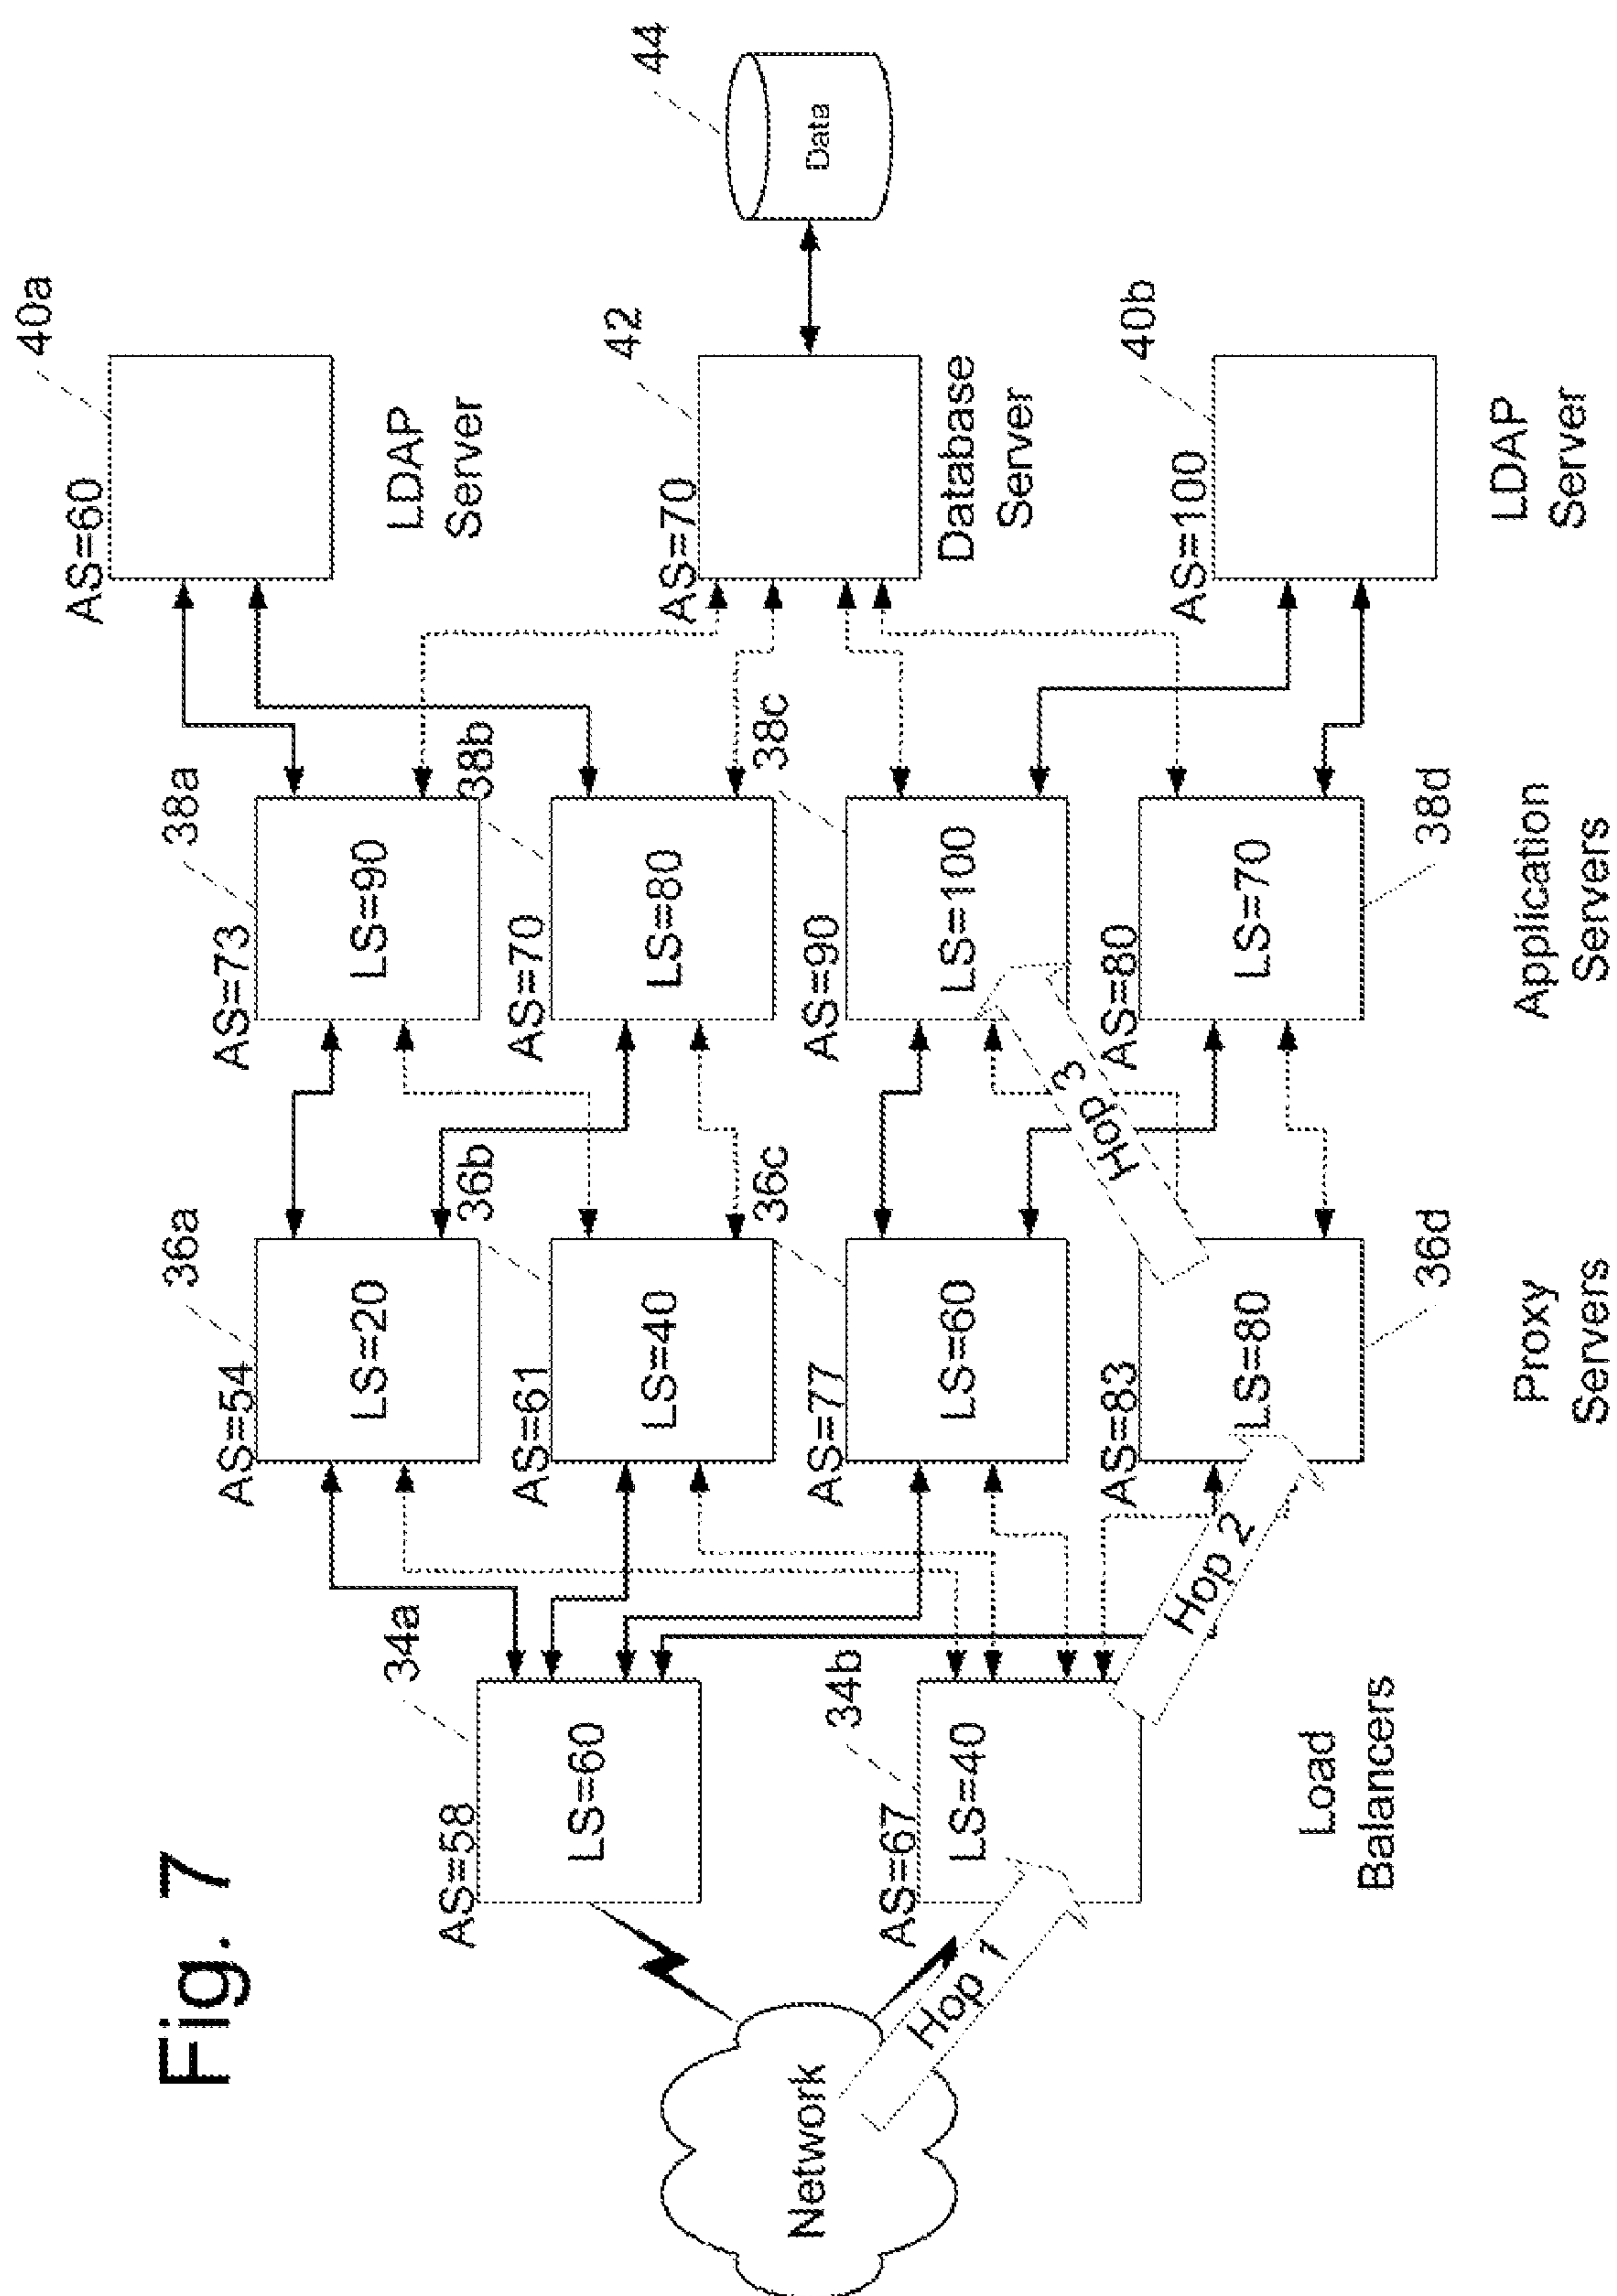 Fig. 7
Network
Hop 1
AS=58
34a
LS=60
AS=67
34b
LS=40
Load
Balancers
Hop 2
AS=54
36a
LS=20
AS=61
36b
LS=40
AS=77
36c
LS=60
AS=83
36d
LS=80
Proxy
Servers
Hop 3
AS=73
38a
LS=90
AS=70
38b
LS=80
AS=90
38c
LS=100
AS=80
38d
LS=70
Application
Servers
AS=60
40a
LDAP
Server
AS=70
42
Database
Server
AS=100
40b
LDAP
Server
44
Data